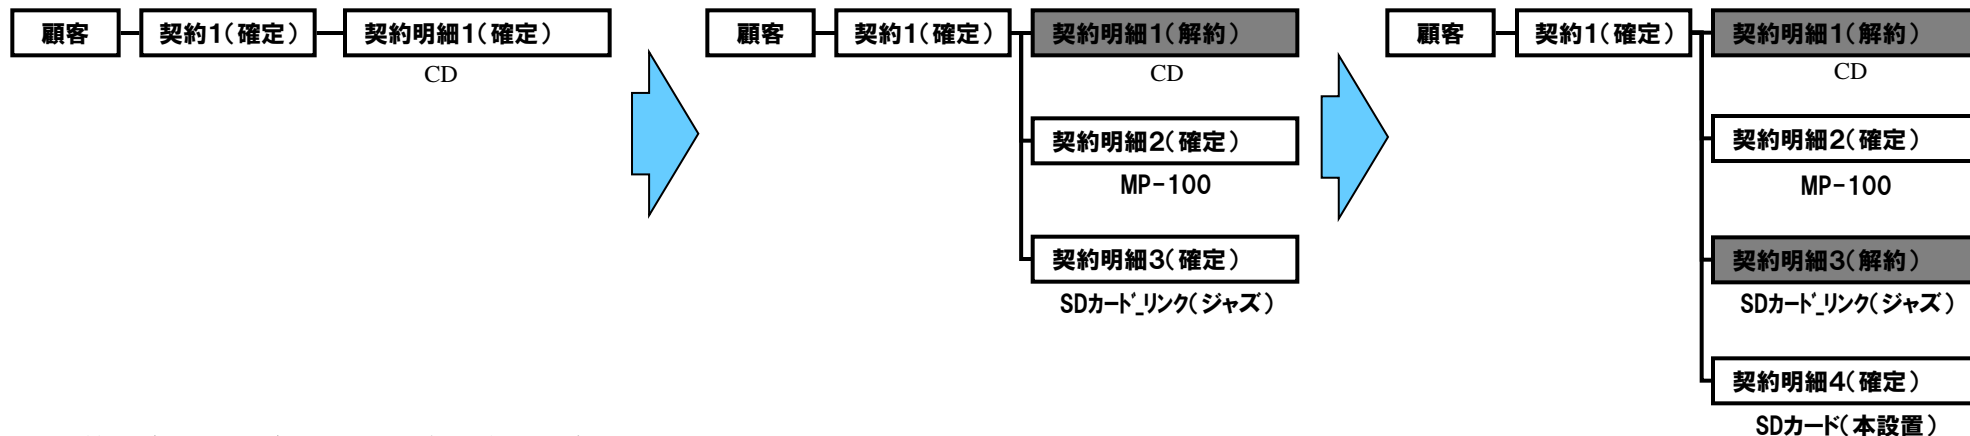 顧客 契約1(確定) 契約明細1(確定)
CD
顧客 契約1(確定) 契約明細1(解約)
CD
契約明細2(確定)
MP-100
契約明細3(確定)
SDカード_リンク(ジャズ)
顧客 契約1(確定) 契約明細1(解約)
CD
契約明細2(確定)
MP-100
契約明細3(解約)
SDカード_リンク(ジャズ)
契約明細4(確定)
SDカード(本設置)